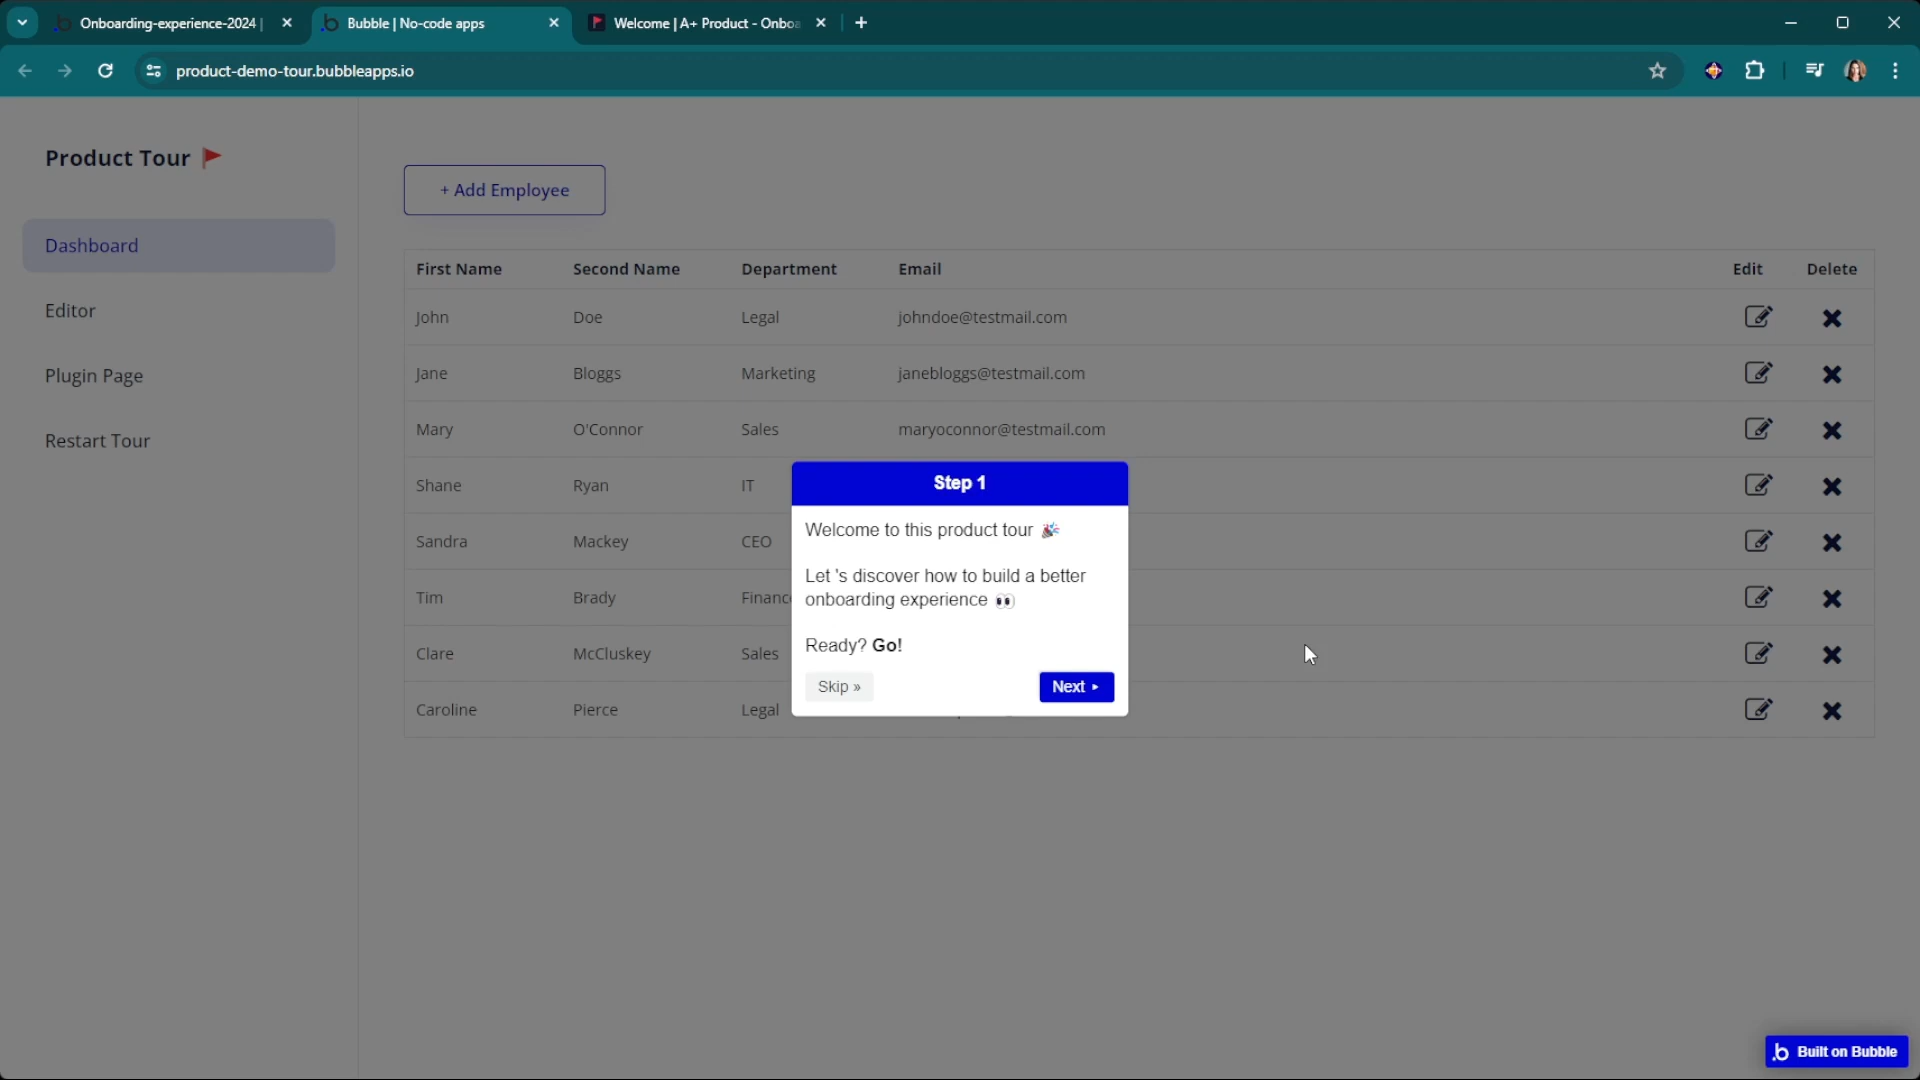 Onboarding-experience-2024 |
Bubble | No-code apps
Welcome | A+ Product - Onboa
product-demo-tour.bubbleapps.io
Product Tour
Dashboard
Editor
Plugin Page
Restart Tour
+ Add Employee
First Name Second Name Department Email Edit Delete
John Doe Legal johndoe@testmail.com
Jane Bloggs Marketing janebloggs@testmail.com
Mary O'Connor Sales maryoconnor@testmail.com
Shane Ryan IT
Sandra Mackey CEO
Tim Brady Financ
Clare McCluskey Sales
Caroline Pierce Legal
Step 1
Welcome to this product tour 🎉
Let 's discover how to build a better
onboarding experience 👀
Ready? Go!
Skip »
Next ▸
Built on Bubble